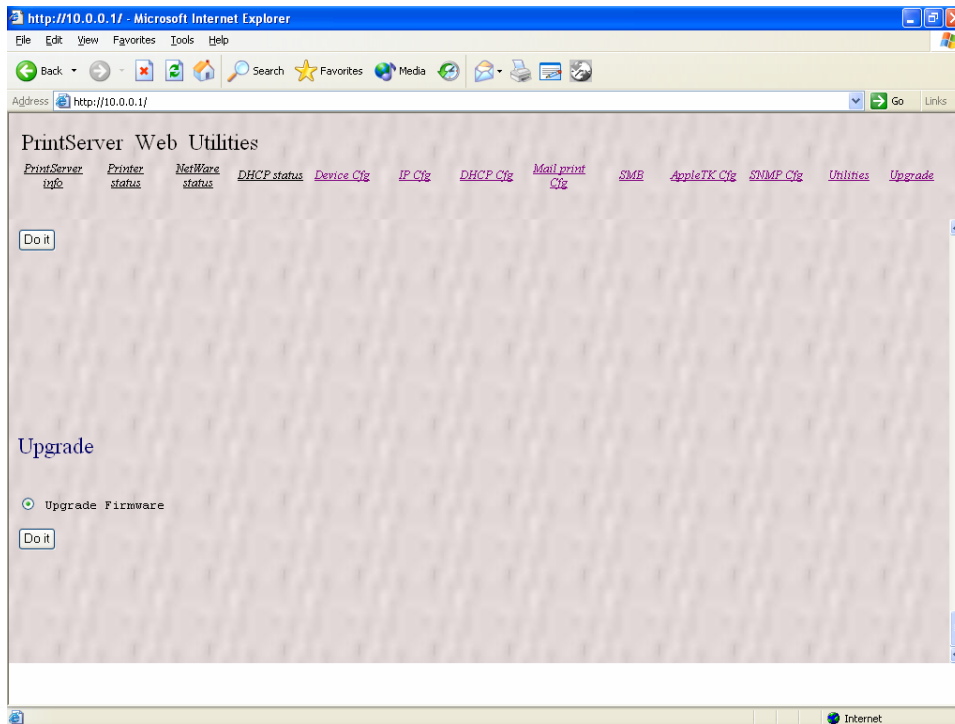 http://10.0.0.1/ - Microsoft Internet Explorer
File Edit View Favorites Tools Help
Back Search Favorites Media
Address http://10.0.0.1/ Go Links
PrintServer Web Utilities
PrintServer info Printer status NetWare status DHCP status Device Cfg IP Cfg DHCP Cfg Mail print Cfg SMB AppleTK Cfg SNMP Cfg Utilities Upgrade
Do it
Upgrade
Upgrade Firmware
Do it
Internet